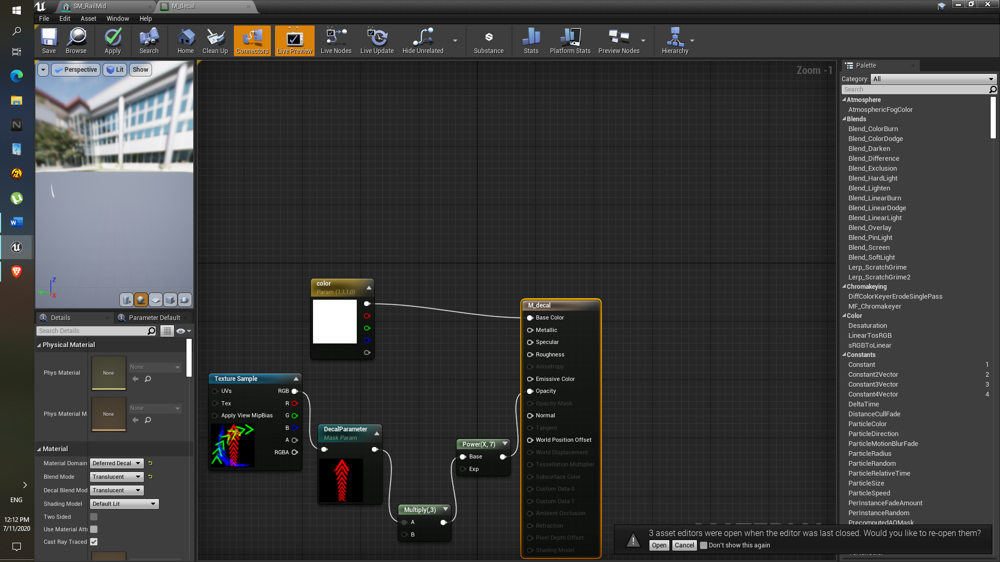 SM_RailMid
M_decal
File Edit Asset Window Help
Save
Browse
Apply
Search
Home
Clean Up
Connectors
Live Preview
Live Nodes
Live Update
Hide Unrelated
Substance
Stats
Platform Stats
Preview Nodes
Hierarchy
Perspective
Lit
Show
Z
Y
X
Zoom -1
Details
Parameter Default
Search Details
Physical Material
Phys Material
None
None
Phys Material M
None
None
Material
Material Domain Deferred Decal
Blend Mode Translucent
Decal Blend Mod Translucent
Shading Model Default Lit
Two Sided
Use Material Attr
Cast Ray Traced
color
Param (1,1,1,0)
Texture Sample
UVs RGB
Tex R
Apply View MipBias G
B
A
RGBA
DecalParameter
Mask Param
Multiply(,3)
A
B
Power(X, 7)
Base
Exp
M_decal
Base Color
Metallic
Specular
Roughness
Anisotropy
Emissive Color
Opacity
Opacity Mask
Normal
Tangent
World Position Offset
World Displacement
Tessellation Multiplier
Subsurface Color
Custom Data 0
Custom Data 1
Ambient Occlusion
Refraction
Pixel Depth Offset
Shading Model
Palette
Category: All
Search
Atmosphere
AtmosphericFogColor
Blends
Blend_ColorBurn
Blend_ColorDodge
Blend_Darken
Blend_Difference
Blend_Exclusion
Blend_HardLight
Blend_Lighten
Blend_LinearBurn
Blend_LinearDodge
Blend_LinearLight
Blend_Overlay
Blend_PinLight
Blend_Screen
Blend_SoftLight
Lerp_ScratchGrime
Lerp_ScratchGrime2
Chromakeying
DiffColorKeyerErodeSinglePass
MF_Chromakeyer
Color
Desaturation
LinearTosRGB
sRGBToLinear
Constants
Constant 1
Constant2Vector 2
Constant3Vector 3
Constant4Vector 4
DeltaTime
DistanceCullFade
ParticleColor
ParticleDirection
ParticleMotionBlurFade
ParticleRadius
ParticleRandom
ParticleRelativeTime
ParticleSize
ParticleSpeed
PerInstanceFadeAmount
PerInstanceRandom
PrecomputedAOMask
3 asset editors were open when the editor was last closed. Would you like to re-open them?
Open
Cancel
Don't show this again
ENG
12:12 PM
7/11/2020